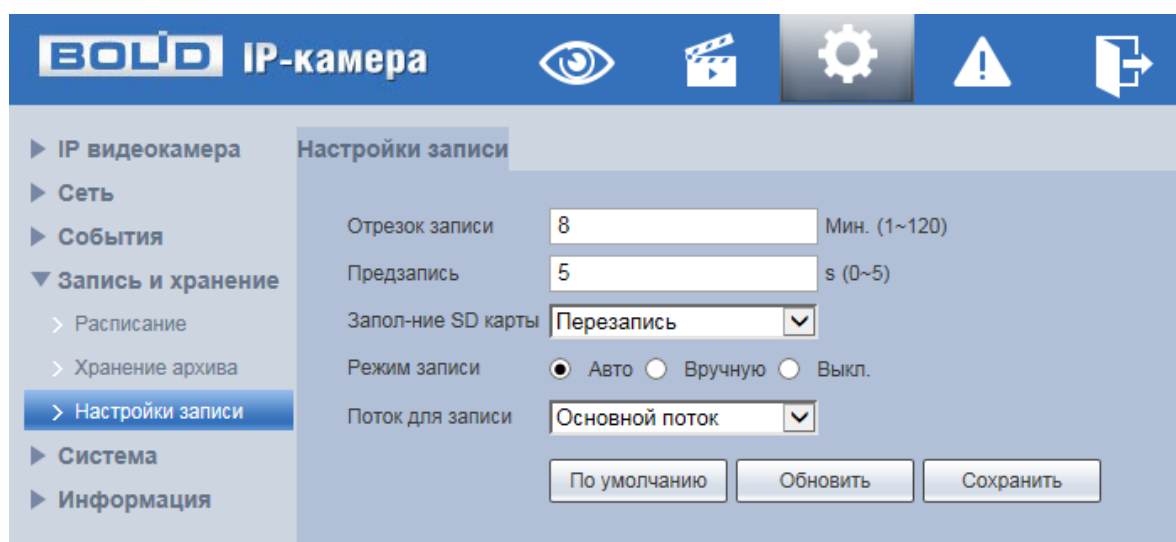 BOLID IP-камера
IP видеокамера
Сеть
События
Запись и хранение
Расписание
Хранение архива
Настройки записи
Система
Информация
Настройки записи
Отрезок записи 8 Мин. (1~120)
Предзапись 5 s (0~5)
Запол-ние SD карты Перезапись
Режим записи Авто Вручную Выкл.
Поток для записи Основной поток
По умолчанию Обновить Сохранить